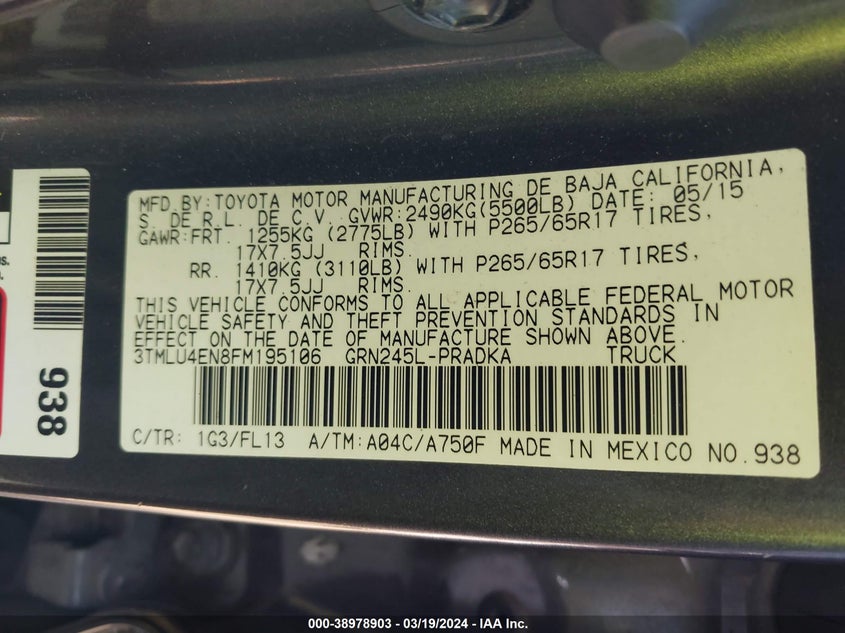 MFD.BY:TOYOTA MOTOR MANUFACTURING DE BAJA CALIFORNIA,
S. DE R.L. DE C.V. GVWR:2490KG(5500LB) DATE: 05/15
GAWR:FRT. 1255KG (2775LB) WITH P265/65R17 TIRES,
17X7.5JJ RIMS.
RR. 1410KG (3110LB) WITH P265/65R17 TIRES,
17X7.5JJ RIMS.
THIS VEHICLE CONFORMS TO ALL APPLICABLE FEDERAL MOTOR
VEHICLE SAFETY AND THEFT PREVENTION STANDARDS IN
EFFECT ON THE DATE OF MANUFACTURE SHOWN ABOVE.
3TMLU4EN8FM195106 GRN245L-PRADKA TRUCK
C/TR: 1G3/FL13 A/TM:A04C/A750F MADE IN MEXICO NO.938
938
000-38978903 - 03/19/2024 - IAA